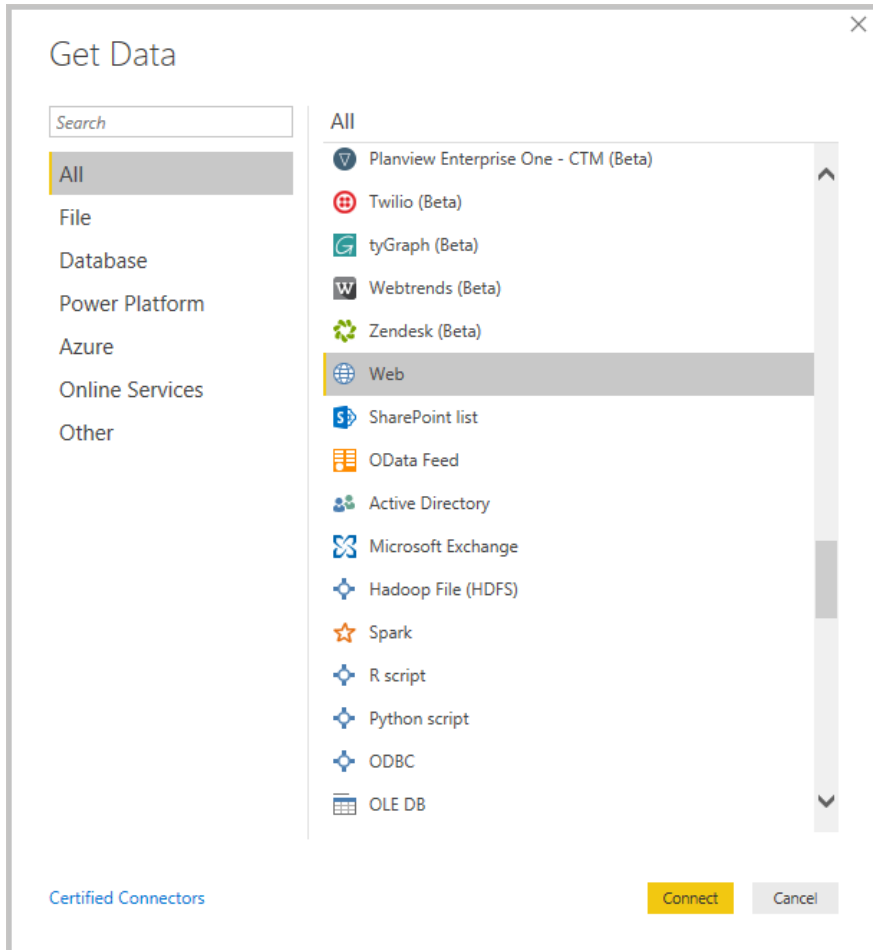 Get Data
Search
All
File
Database
Power Platform
Azure
Online Services
Other
All
Planview Enterprise One - CTM (Beta)
Twilio (Beta)
tyGraph (Beta)
Webtrends (Beta)
Zendesk (Beta)
Web
SharePoint list
OData Feed
Active Directory
Microsoft Exchange
Hadoop File (HDFS)
Spark
R script
Python script
ODBC
OLE DB
Certified Connectors
Connect
Cancel